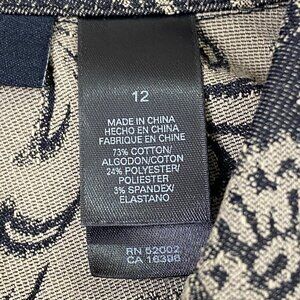 12
MADE IN CHINA
HECHO EN CHINA
FABRIQUE EN CHINE
73% COTTON/
ALGODON/COTON
24% POLYESTER/
POLIESTER
3% SPANDEX/
ELASTANO
RN 52002
CA 16396